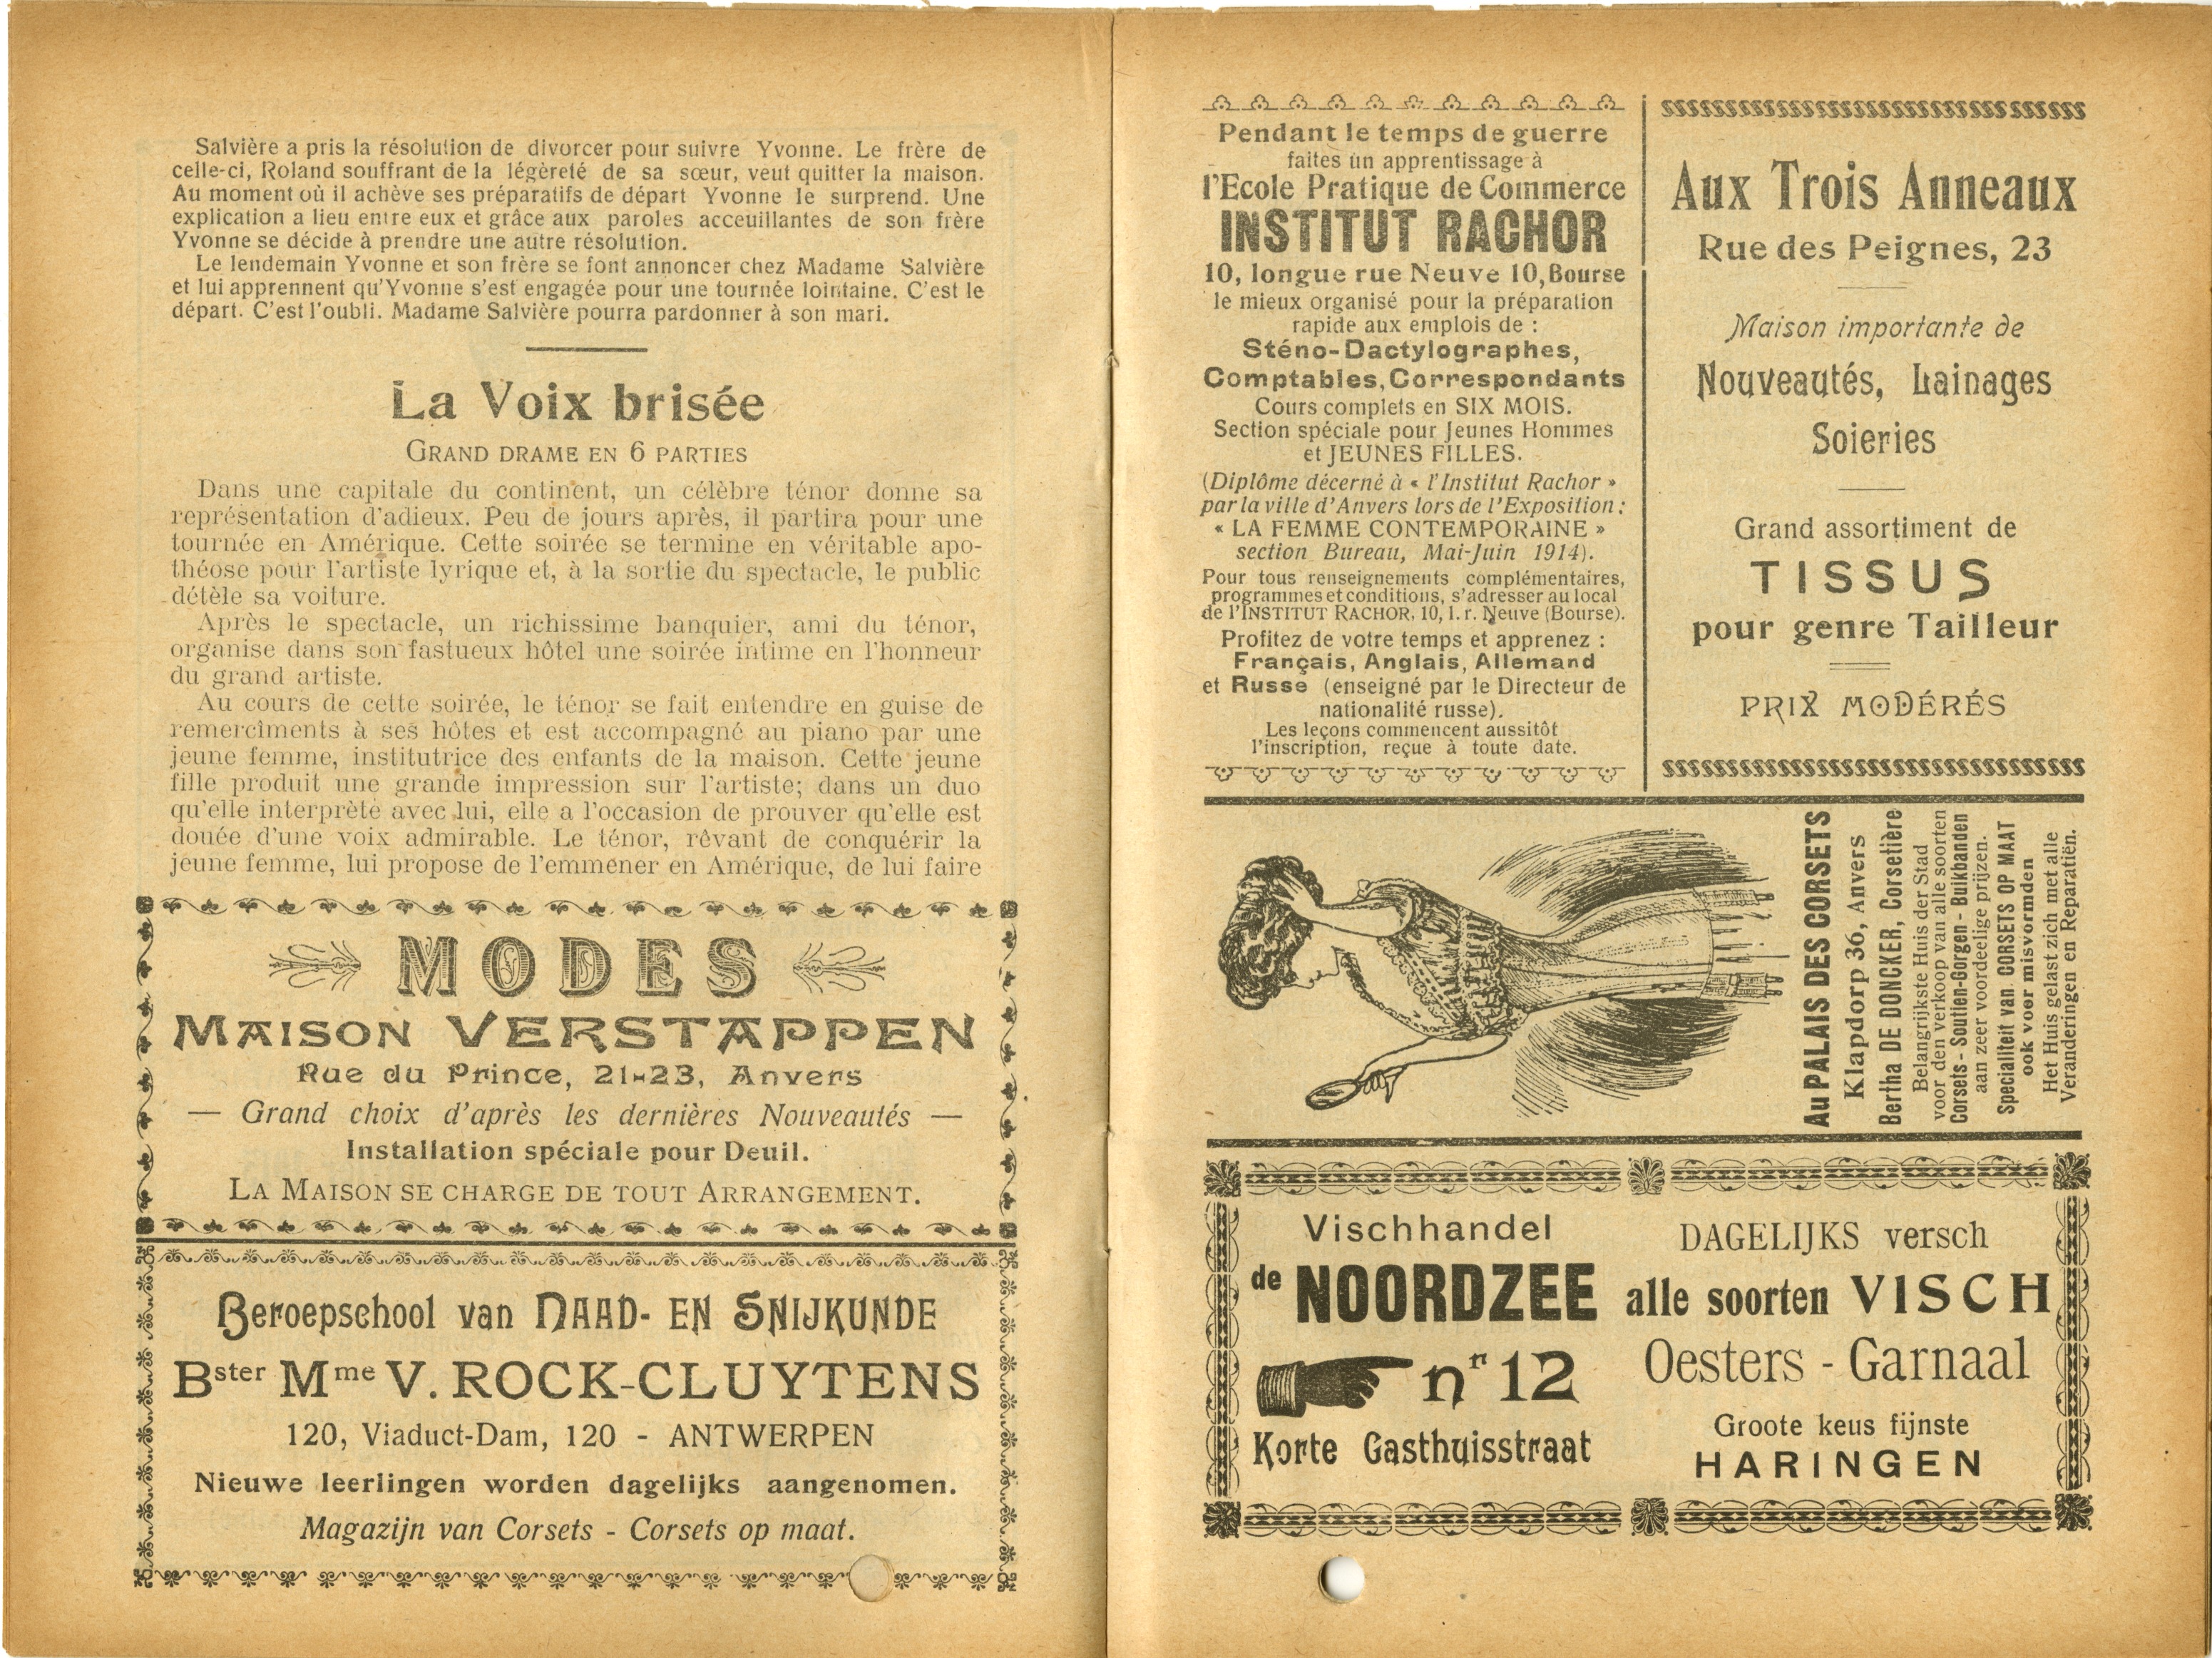 Salvière a pris la résolution de divorcer pour suivre Yvonne. Le frère de
celle-ci, Roland souffrant de la légèreté de sa sœur, veut quitter la maison.
Au moment où il achève ses préparatifs de départ Yvonne le surprend. Une
explication a lieu entre eux et grâce aux paroles acceuillantes de son frère
Yvonne se décide à prendre une autre résolution.
Le lendemain Yvonne et son frère se font annoncer chez Madame Salvière
et lui apprennent qu'Yvonne s'est engagée pour une tournée lointaine. C'est le
départ. C'est l'oubli. Madame Salvière pourra pardonner à son mari.
La Voix brisée
GRAND DRAME EN 6 PARTIES
Dans une capitale du continent, un célèbre ténor donne sa
représentation d'adieux. Peu de jours après, il partira pour une
tournée en Amérique. Cette soirée se termine en véritable apo-
théose pour l'artiste lyrique et, à la sortie du spectacle, le public
détèle sa voiture.
Après le spectacle, un richissime banquier, ami du ténor,
organise dans son fastueux hôtel une soirée intime en l'honneur
du grand artiste.
Au cours de cette soirée, le ténor se fait entendre en guise de
remercîments à ses hôtes et est accompagné au piano par une
jeune femme, institutrice des enfants de la maison. Cette jeune
fille produit une grande impression sur l'artiste; dans un duo
qu'elle interprète avec lui, elle a l'occasion de prouver qu'elle est
douée d'une voix admirable. Le ténor, rêvant de conquérir la
jeune femme, lui propose de l'emmener en Amérique, de lui faire
MODES
MAISON VERSTAPPEN
Rue du Prince, 21-23, Anvers
— Grand choix d'après les dernières Nouveautés —
Installation spéciale pour Deuil.
LA MAISON SE CHARGE DE TOUT ARRANGEMENT.
Beroepschool van NAAD- EN SNIJKUNDE
Bster Mme V. ROCK-CLUYTENS
120, Viaduct-Dam, 120 - ANTWERPEN
Nieuwe leerlingen worden dagelijks aangenomen.
Magazijn van Corsets - Corsets op maat.
Pendant le temps de guerre
faites un apprentissage à
l'Ecole Pratique de Commerce
INSTITUT RACHOR
10, longue rue Neuve 10, Bourse
le mieux organisé pour la préparation
rapide aux emplois de :
Sténo-Dactylographes,
Comptables, Correspondants
Cours complets en SIX MOIS.
Section spéciale pour Jeunes Hommes
et JEUNES FILLES.
(Diplôme décerné à « l'Institut Rachor »
par la ville d'Anvers lors de l'Exposition :
« LA FEMME CONTEMPORAINE »
section Bureau, Mai-Juin 1914).
Pour tous renseignements complémentaires,
programmes et conditions, s'adresser au local
de l'INSTITUT RACHOR, 10, l. r. Neuve (Bourse).
Profitez de votre temps et apprenez :
Français, Anglais, Allemand
et Russe (enseigné par le Directeur de
nationalité russe).
Les leçons commencent aussitôt
l'inscription, reçue à toute date.
Aux Trois Anneaux
Rue des Peignes, 23
Maison importante de
Nouveautés, Lainages
Soieries
Grand assortiment de
TISSUS
pour genre Tailleur
PRIX MODÉRÉS
Au PALAIS DES CORSETS
Klapdorp 36, Anvers
Bertha DE DONCKER, Corsetière
Belangrijkste Huis der Stad
voor den verkoop van alle soorten
Corsets - Soutien-Gorgen - Buikbanden
aan zeer voordeelige prijzen.
Specialiteit van CORSETS OP MAAT
ook voor misvormden
Het Huis gelast zich met alle
Veranderingen en Reparatiën.
Vischhandel
de NOORDZEE
nr 12
Korte Gasthuisstraat
DAGELIJKS versch
alle soorten VISCH
Oesters - Garnaal
Groote keus fijnste
HARINGEN